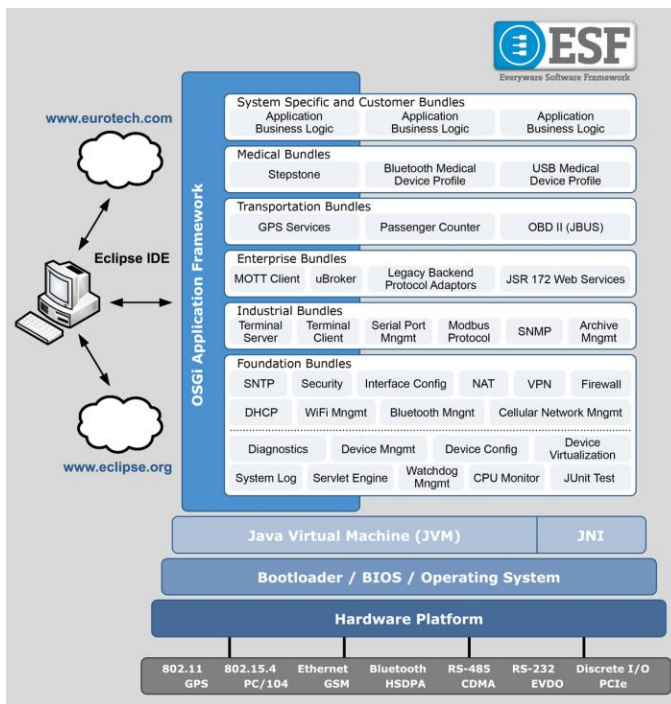 ESF
Everyware Software Framework
www.eurotech.com
Eclipse IDE
www.eclipse.org
OSGi Application Framework
System Specific and Customer Bundles
Application Business Logic
Application Business Logic
Application Business Logic
Medical Bundles
Stepstone
Bluetooth Medical Device Profile
USB Medical Device Profile
Transportation Bundles
GPS Services
Passenger Counter
OBD II (JBUS)
Enterprise Bundles
MOTT Client
uBroker
Legacy Backend Protocol Adaptors
JSR 172 Web Services
Industrial Bundles
Terminal Server
Terminal Client
Serial Port Mngmt
Modbus Protocol
SNMP
Archive Mngmt
Foundation Bundles
SNTP
Security
Interface Config
NAT
VPN
Firewall
DHCP
WiFi Mngmt
Bluetooth Mngnt
Cellular Network Mngmt
Diagnostics
Device Mngmt
Device Config
Device Virtualization
System Log
Servlet Engine
Watchdog Mngmt
CPU Monitor
JUnit Test
Java Virtual Machine (JVM)
JNI
Bootloader / BIOS / Operating System
Hardware Platform
802.11 802.15.4 Ethernet Bluetooth RS-485 RS-232 Discrete I/O
GPS PC/104 GSM HSDPA CDMA EVDO PCIe